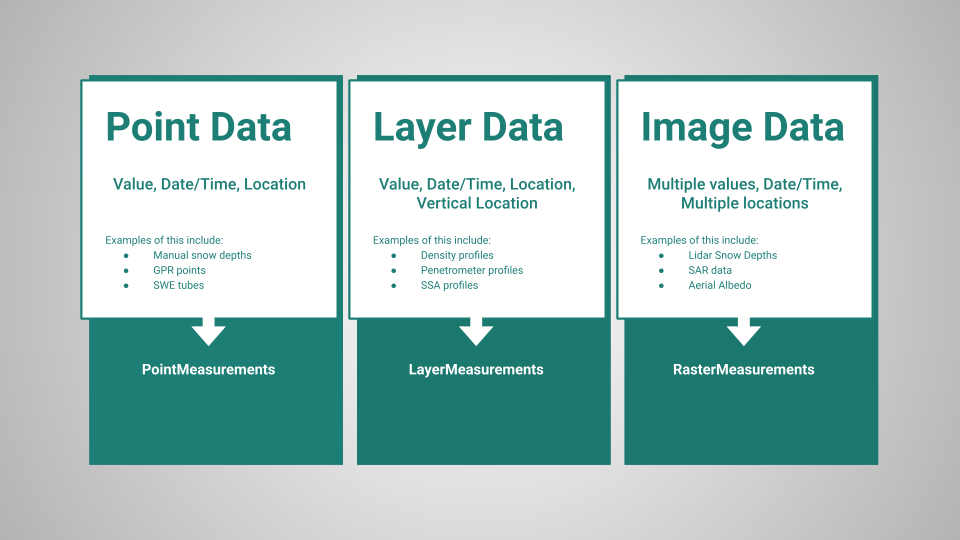 Point Data
Value, Date/Time, Location
Examples of this include:
● Manual snow depths
● GPR points
● SWE tubes
PointMeasurements
Layer Data
Value, Date/Time, Location,
Vertical Location
Examples of this include:
● Density profiles
● Penetrometer profiles
● SSA profiles
LayerMeasurements
Image Data
Multiple values, Date/Time,
Multiple locations
Examples of this include:
● Lidar Snow Depths
● SAR data
● Aerial Albedo
RasterMeasurements